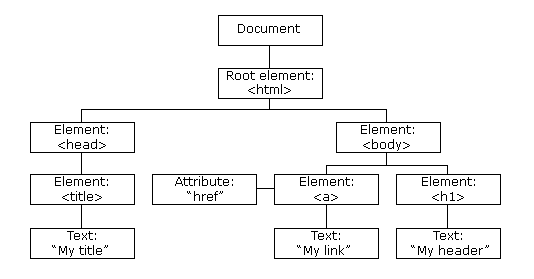 Document
Root element:
<html>
Element:
<head>
Element:
<body>
Element:
<title>
Attribute:
“href”
Element:
<a>
Element:
<h1>
Text:
“My title”
Text:
“My link”
Text:
“My header”